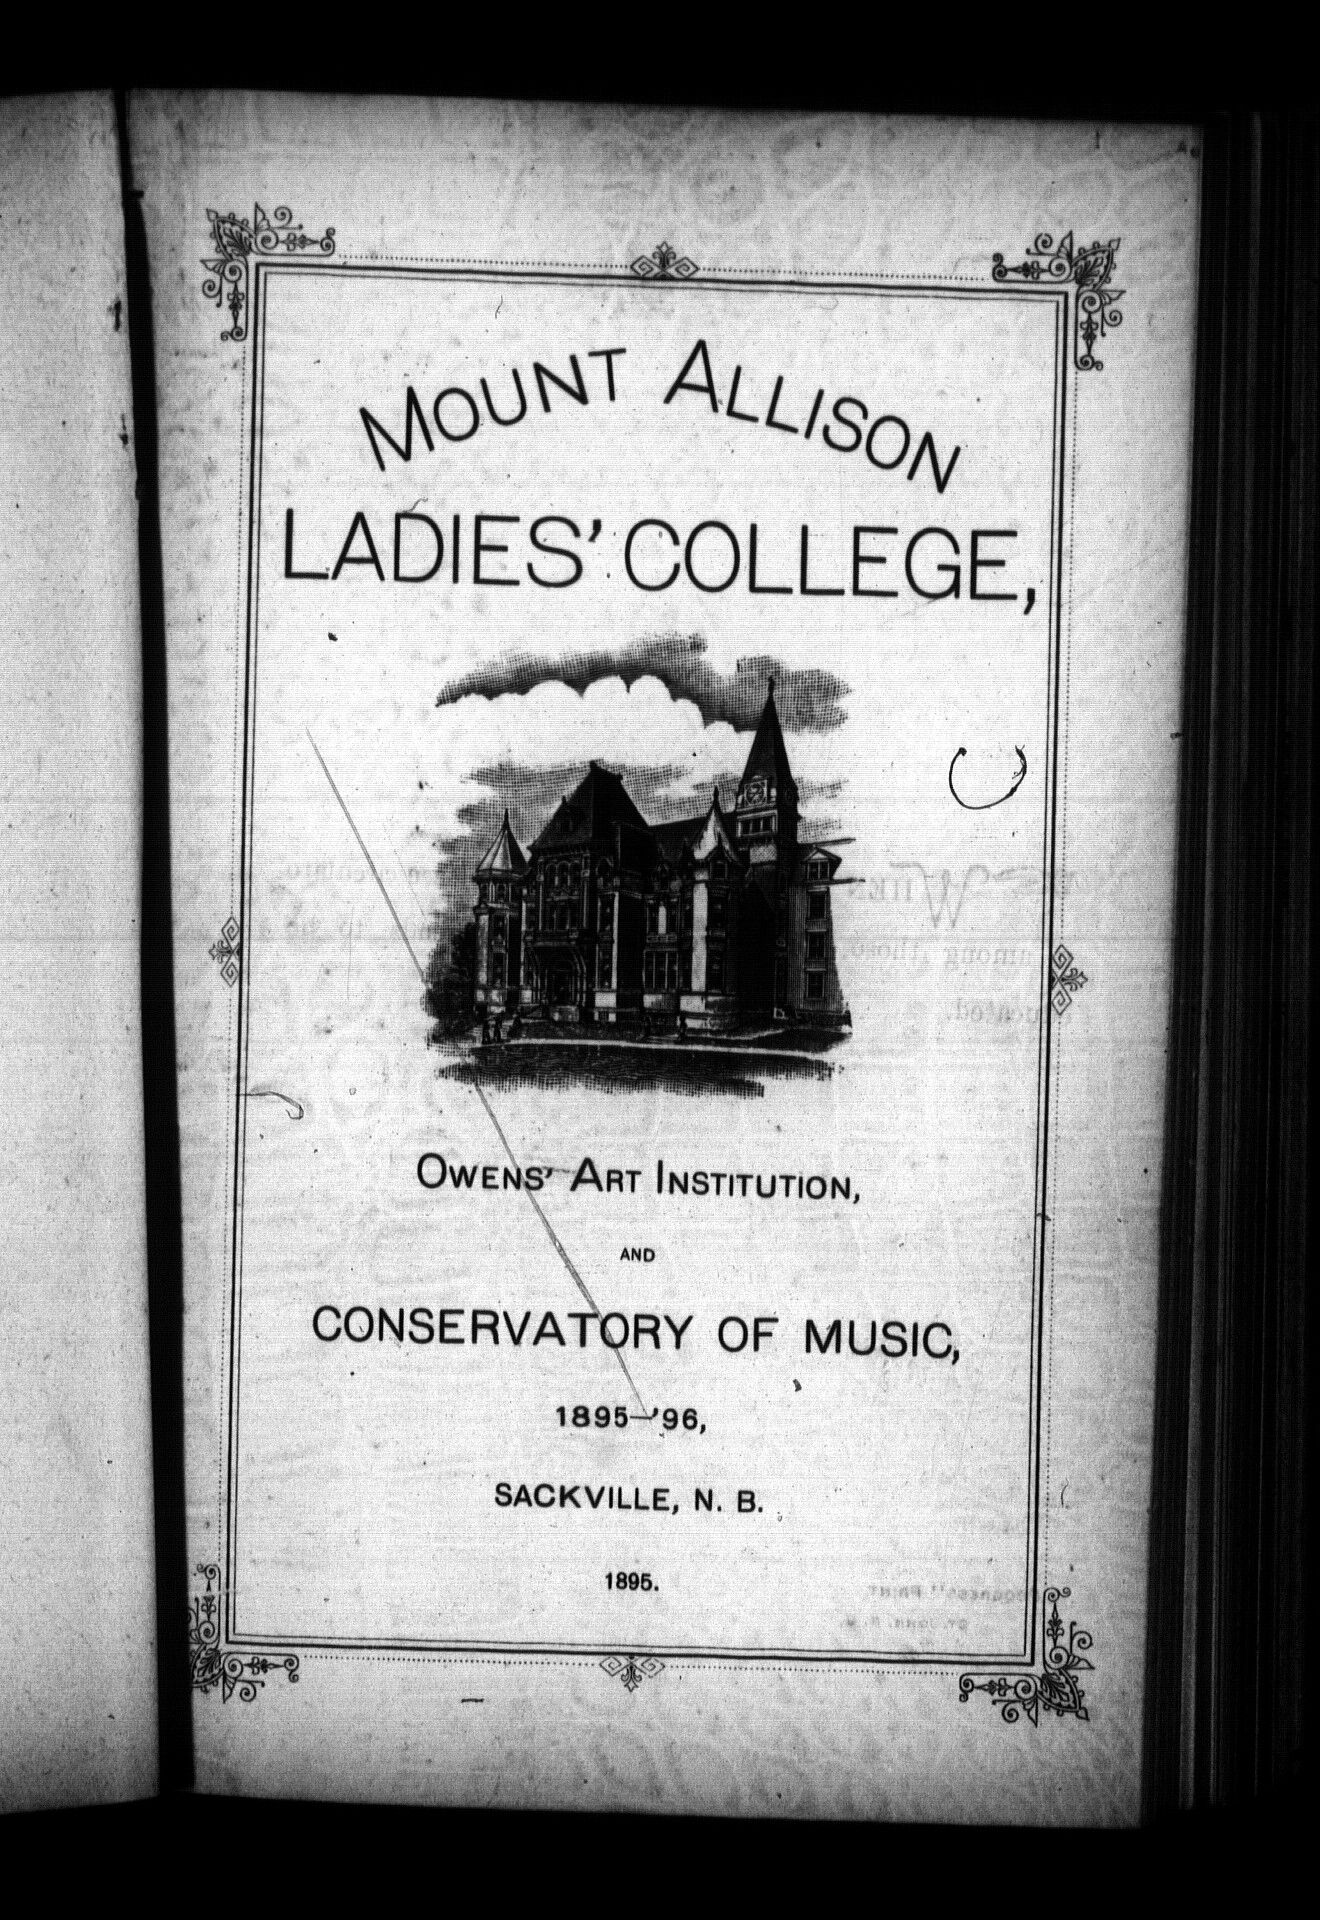 MOUNT ALLISON
LADIES' COLLEGE,
OWENS' ART INSTITUTION,
AND
CONSERVATORY OF MUSIC,
1895-'96,
SACKVILLE, N. B.
1895.